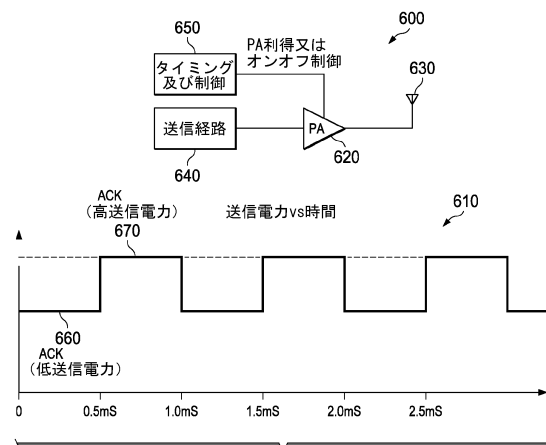 650
PA利得又は
オンオフ制御
600
タイミング
及び制御
630
送信経路
PA
640
620
ACK
(高送信電力)
送信電力vs時間
610
670
660
ACK
(低送信電力)
0
0.5mS
1.0mS
1.5mS
2.0mS
2.5mS